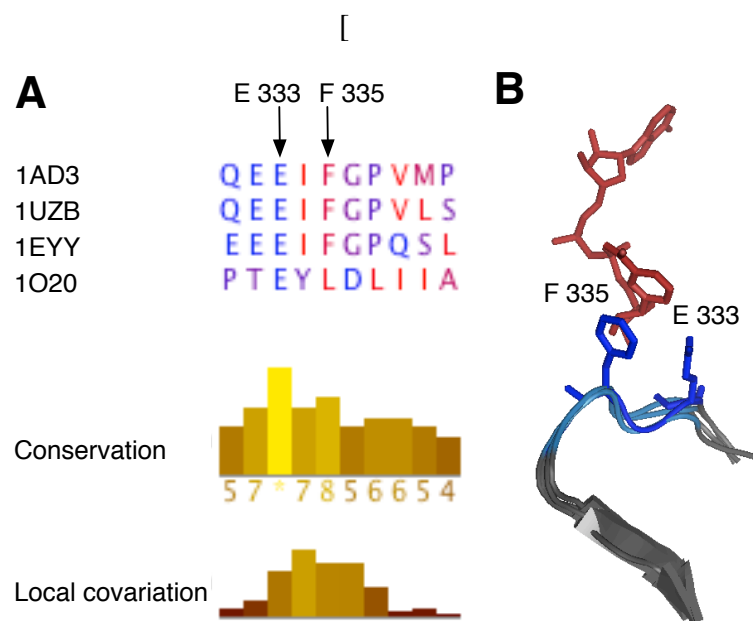 [
A
B
E 333 F 335
1AD3 QEEIFGPVMP
1UZB QEEIFGPVLS
1EYY EEEIFGPQSL
1O20 PTEYLDLIIA
F 335
E 333
Conservation
57*7856654
Local covariation